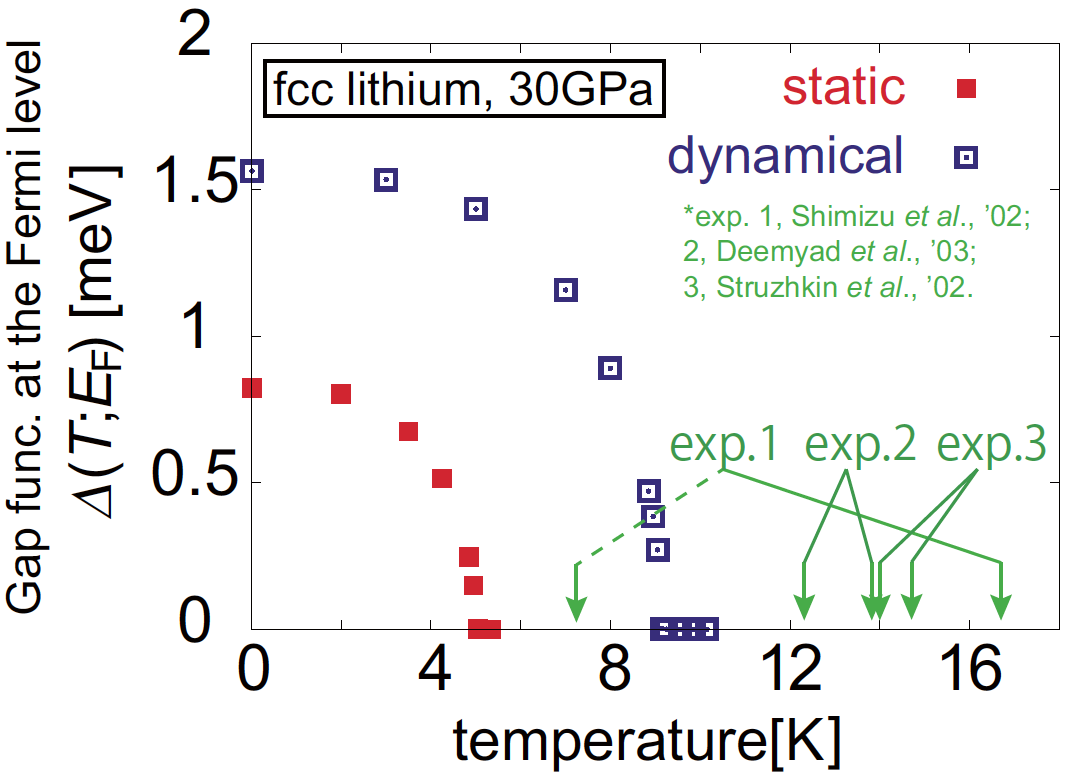 Gap func. at the Fermi level
Δ(T;EF) [meV]
2
1.5
1
0.5
0
fcc lithium, 30GPa
static
dynamical
*exp. 1, Shimizu et al., ’02;
2, Deemyad et al., ’03;
3, Struzhkin et al., ’02.
exp.1 exp.2 exp.3
0 4 8 12 16
temperature[K]